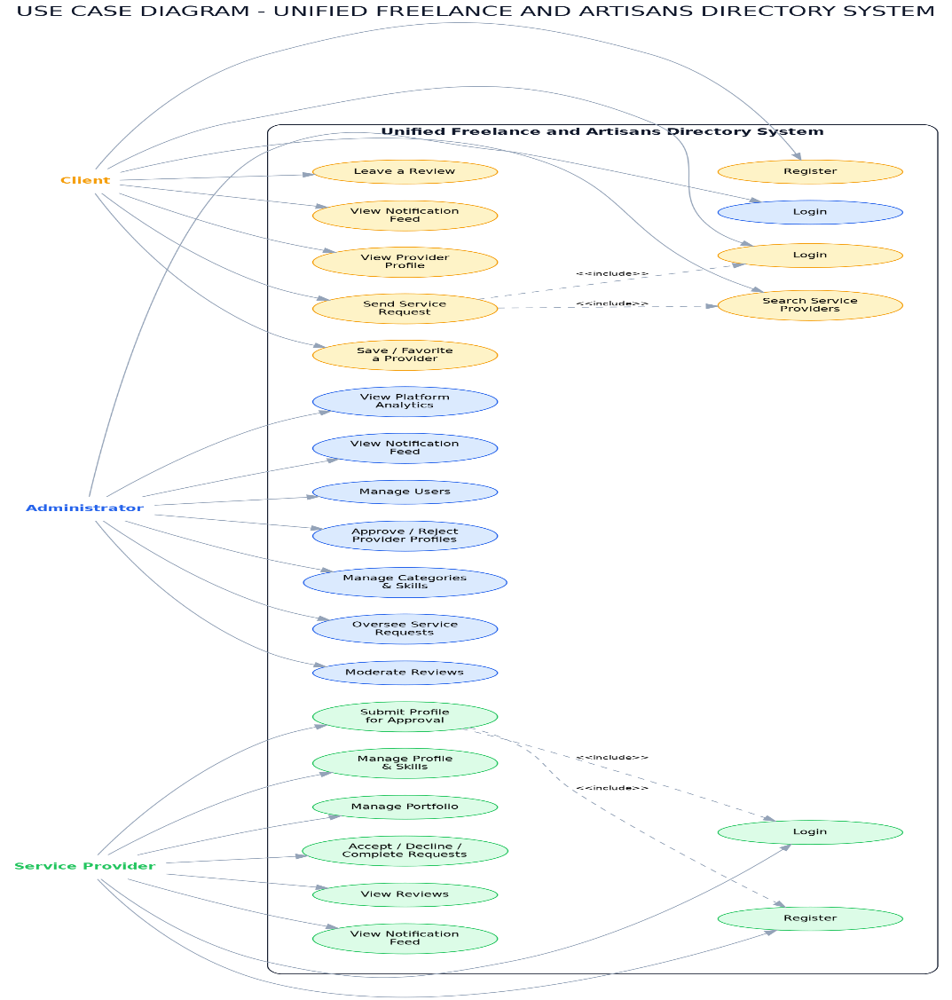 USE CASE DIAGRAM - UNIFIED FREELANCE AND ARTISANS DIRECTORY SYSTEM
Unified Freelance and Artisans Directory System
Client
Leave a Review
View Notification
Feed
View Provider
Profile
Send Service
Request
Save / Favorite
a Provider
<<include>>
<<include>>
Register
Login
Login
Search Service
Providers
Administrator
View Platform
Analytics
View Notification
Feed
Manage Users
Approve / Reject
Provider Profiles
Manage Categories
& Skills
Oversee Service
Requests
Moderate Reviews
Service Provider
Submit Profile
for Approval
Manage Profile
& Skills
Manage Portfolio
Accept / Decline /
Complete Requests
View Reviews
View Notification
Feed
<<include>>
<<include>>
Login
Register